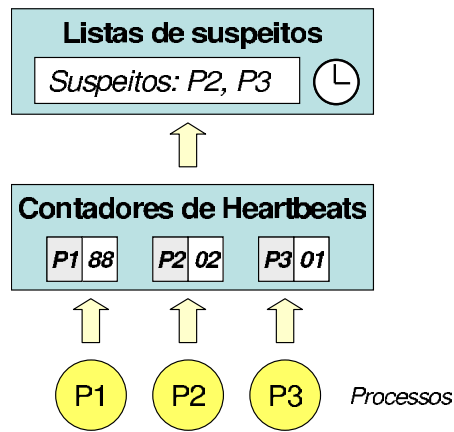 Listas de suspeitos
Suspeitos: P2, P3
Contadores de Heartbeats
P1 88 P2 02 P3 01
P1 P2 P3 Processos